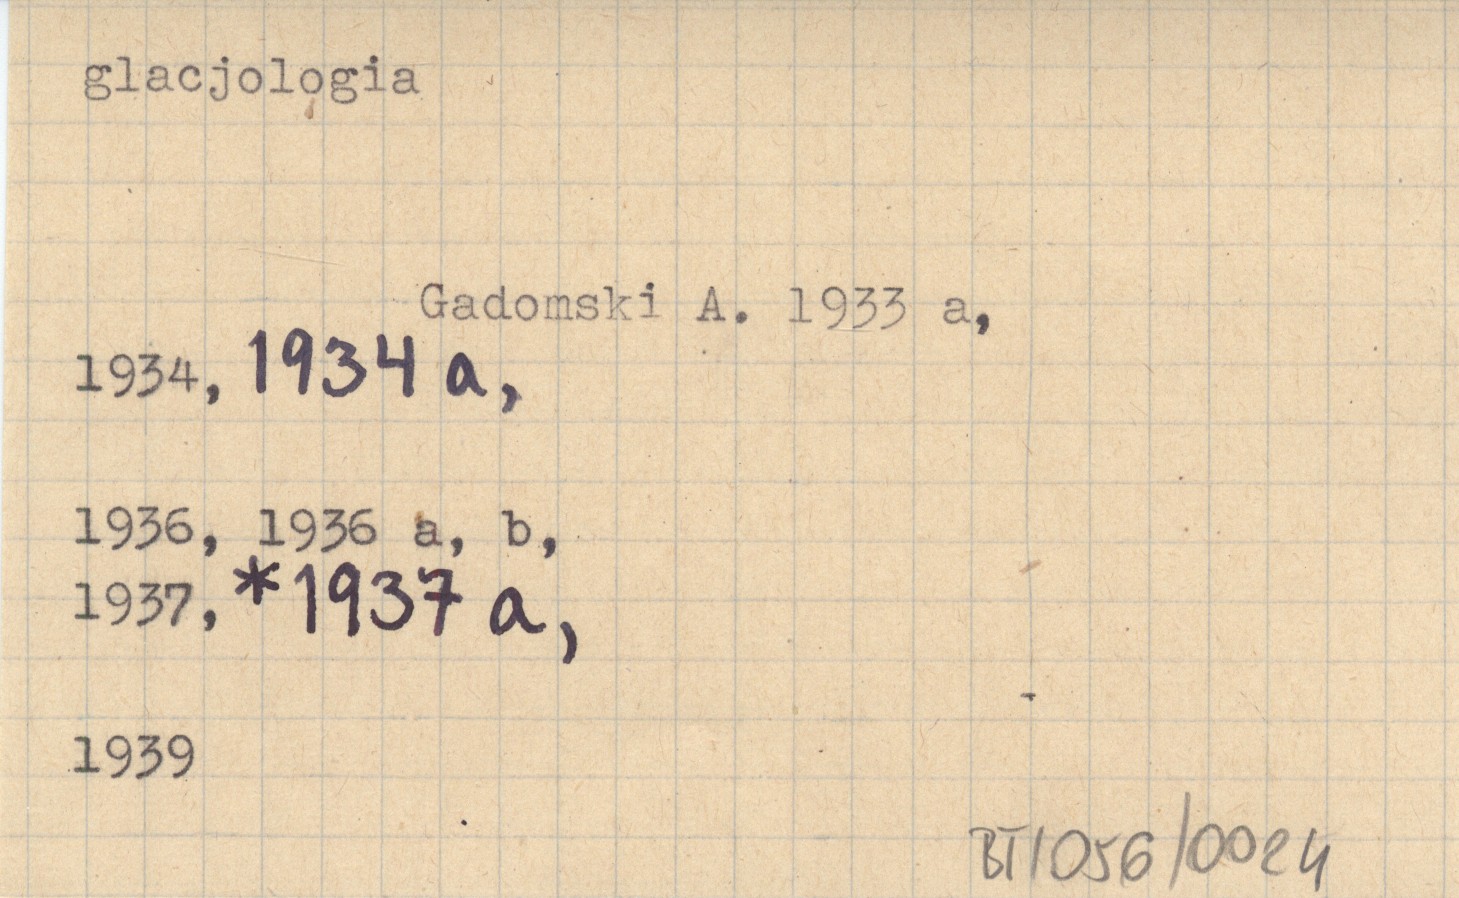 glacjologia
Gadomski A. 1933 a,
1934, 1934 a,
1936, 1936 a, b,
1937, *1937 a,
1939
BT1056/0024